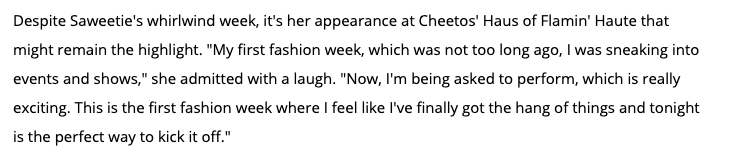 Despite Saweetie's whirlwind week, it's her appearance at Cheetos' Haus of Flamin' Haute that
might remain the highlight. "My first fashion week, which was not too long ago, I was sneaking into
events and shows," she admitted with a laugh. "Now, I'm being asked to perform, which is really
exciting. This is the first fashion week where I feel like I've finally got the hang of things and tonight
is the perfect way to kick it off."